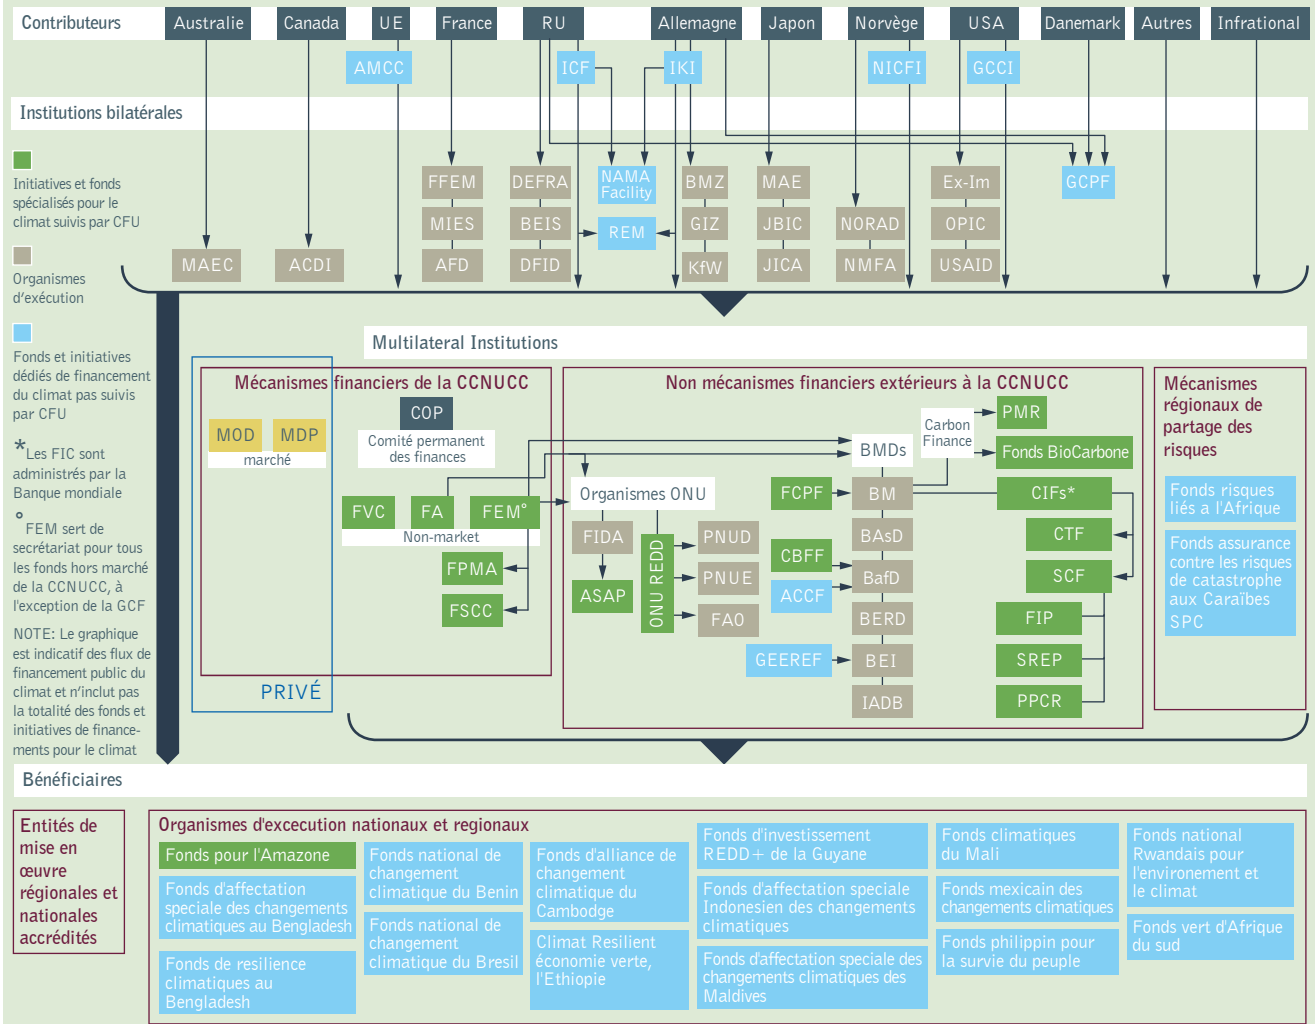 Contributeurs
Australie
Canada
UE
France
RU
Allemagne
Japon
Norvège
USA
Danemark
Autres
Infrational
AMCC
ICF
IKI
NICFI
GCCI
Institutions bilatérales
Initiatives et fonds
spécialisés pour le
climat suivis par CFU
Organismes
d'exécution
Fonds et initiatives
dédiés de financement
du climat pas suivis
par CFU
*Les FIC sont
administrés par la
Banque mondiale
°FEM sert de
secrétariat pour tous
les fonds hors marché
de la CCNUCC, à
l'exception de la GCF
NOTE: Le graphique
est indicatif des flux de
financement public du
climat et n'inclut pas
la totalité des fonds et
initiatives de finance-
ments pour le climat
MAEC
ACDI
FFEM
MIES
AFD
DEFRA
BEIS
DFID
NAMA
Facility
REM
BMZ
GIZ
KfW
MAE
JBIC
JICA
NORAD
NMFA
Ex-Im
OPIC
USAID
GCPF
Multilateral Institutions
Mécanismes financiers de la CCNUCC
COP
Comité permanent
des finances
MOD
MDP
marché
FVC
FA
FEM°
Non-market
FPMA
FSCC
PRIVÉ
Non mécanismes financiers extérieurs à la CCNUCC
Organismes ONU
FIDA
ASAP
ONU REDD
PNUD
PNUE
FAO
FCPF
CBFF
ACCF
GEEREF
BMDs
BM
BAsD
BafD
BERD
BEI
IADB
Carbon
Finance
PMR
Fonds BioCarbone
CIFs*
CTF
SCF
FIP
SREP
PPCR
Mécanismes
régionaux de
partage des
risques
Fonds risques
liés a l'Afrique
Fonds assurance
contre les risques
de catastrophe
aux Caraïbes
SPC
Bénéficiaires
Entités de
mise en
œuvre
régionales et
nationales
accrédités
Organismes d'excecution nationaux et regionaux
Fonds pour l'Amazone
Fonds d'affectation
speciale des changements
climatiques au Bengladesh
Fonds de resilience
climatiques au
Bengladesh
Fonds national de
changement
climatique du Benin
Fonds national de
changement
climatique du Bresil
Fonds d'alliance de
changement
climatique du
Cambodge
Climat Resilient
économie verte,
l'Ethiopie
Fonds d'investissement
REDD+ de la Guyane
Fonds d'affectation speciale
Indonesien des changements
climatiques
Fonds d'affectation speciale des
changements climatiques des
Maldives
Fonds climatiques
du Mali
Fonds mexicain des
changements climatiques
Fonds philippin pour
la survie du peuple
Fonds national
Rwandais pour
l'environement et
le climat
Fonds vert d'Afrique
du sud